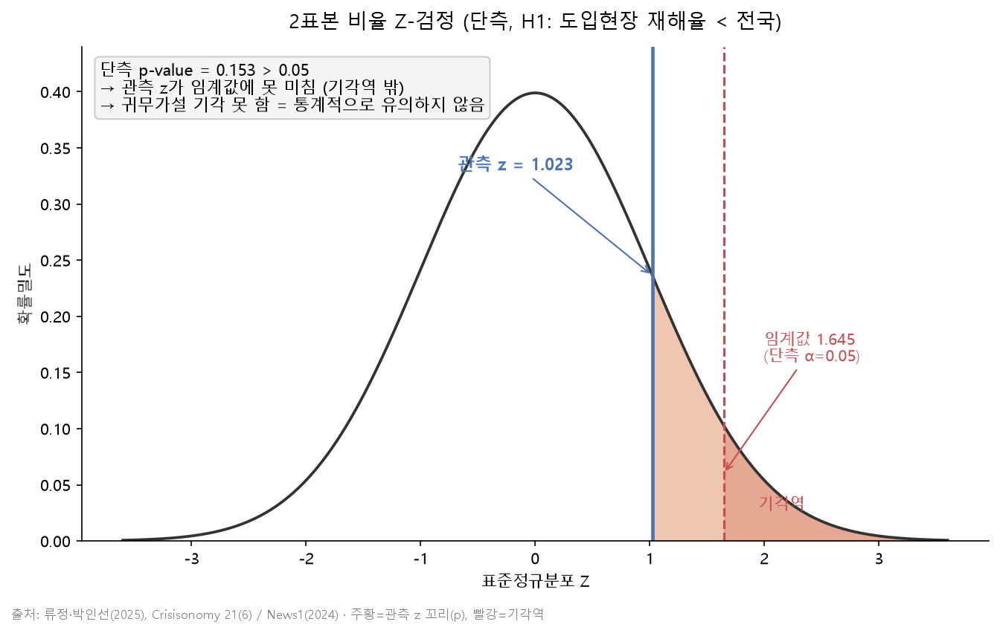 2표본 비율 Z-검정 (단측, H1: 도입현장 재해율 < 전국)
단측 p-value = 0.153 > 0.05
→ 관측 z가 임계값에 못 미침 (기각역 밖)
→ 귀무가설 기각 못 함 = 통계적으로 유의하지 않음
관측 z = 1.023
임계값 1.645
(단측 α=0.05)
기각역
확률밀도
0.40
0.35
0.30
0.25
0.20
0.15
0.10
0.05
0.00
-3
-2
-1
0
1
2
3
표준정규분포 Z
출처: 류정·박인선(2025), Crisisonomy 21(6) / News1(2024) · 주황=관측 z 꼬리(p), 빨강=기각역